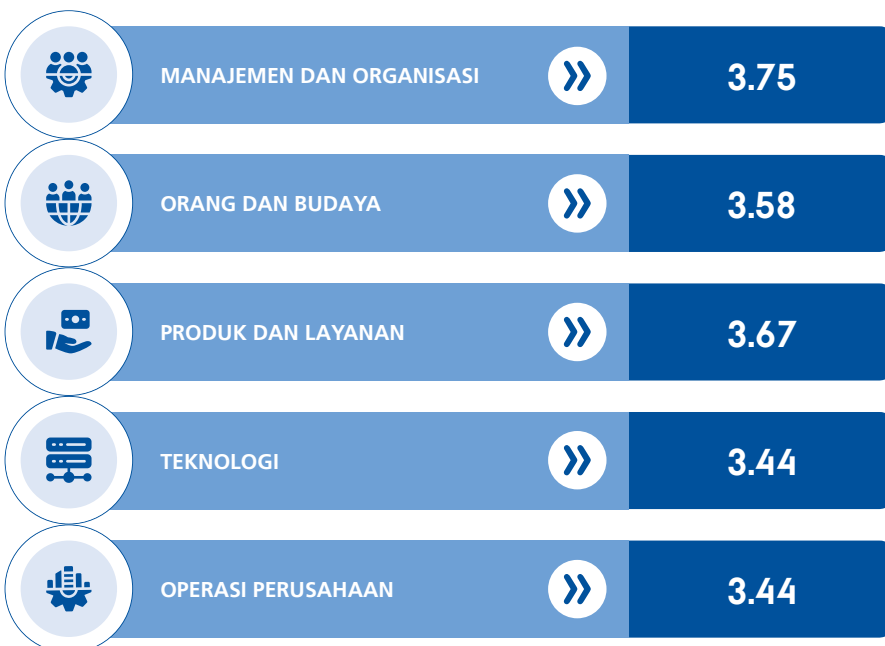 MANAJEMEN DAN ORGANISASI 3.75
ORANG DAN BUDAYA 3.58
PRODUK DAN LAYANAN 3.67
TEKNOLOGI 3.44
OPERASI PERUSAHAAN 3.44